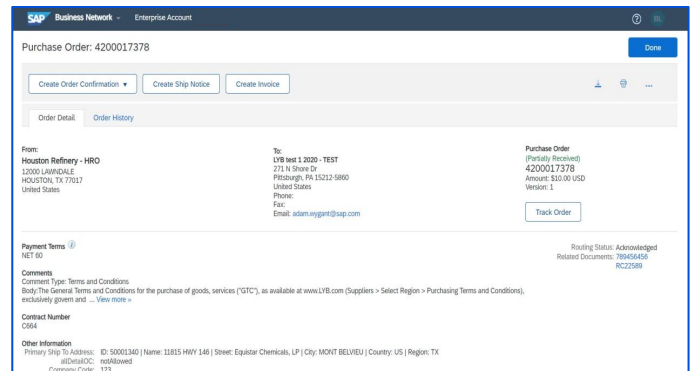 SAP Business Network Enterprise Account BL
Purchase Order: 4200017378
Done
Create Order Confirmation
Create Ship Notice
Create Invoice
...
Order Detail
Order History
From:
Houston Refinery - HRO
12000 LAWNDALE
HOUSTON, TX 77017
United States
To:
LYB test 1 2020 - TEST
271 N Shore Dr
Pittsburgh, PA 15212-5860
United States
Phone:
Fax:
Email: adam.wygant@sap.com
Purchase Order
(Partially Received)
4200017378
Amount: $10.00 USD
Version: 1
Track Order
Payment Terms
NET 60
Routing Status: Acknowledged
Related Documents: 789456456
RC22589
Comments
Comment Type: Terms and Conditions
Body:The General Terms and Conditions for the purchase of goods, services ("GTC"), as available at www.LYB.com (Suppliers > Select Region > Purchasing Terms and Conditions),
exclusively govern and ... View more »
Contract Number
C664
Other Information
Primary Ship To Address: ID: 50001340 | Name: 11815 HWY 146 | Street: Equistar Chemicals, LP | City: MONT BELVIEU | Country: US | Region: TX
allDetailOC: notAllowed
Company Code: 123